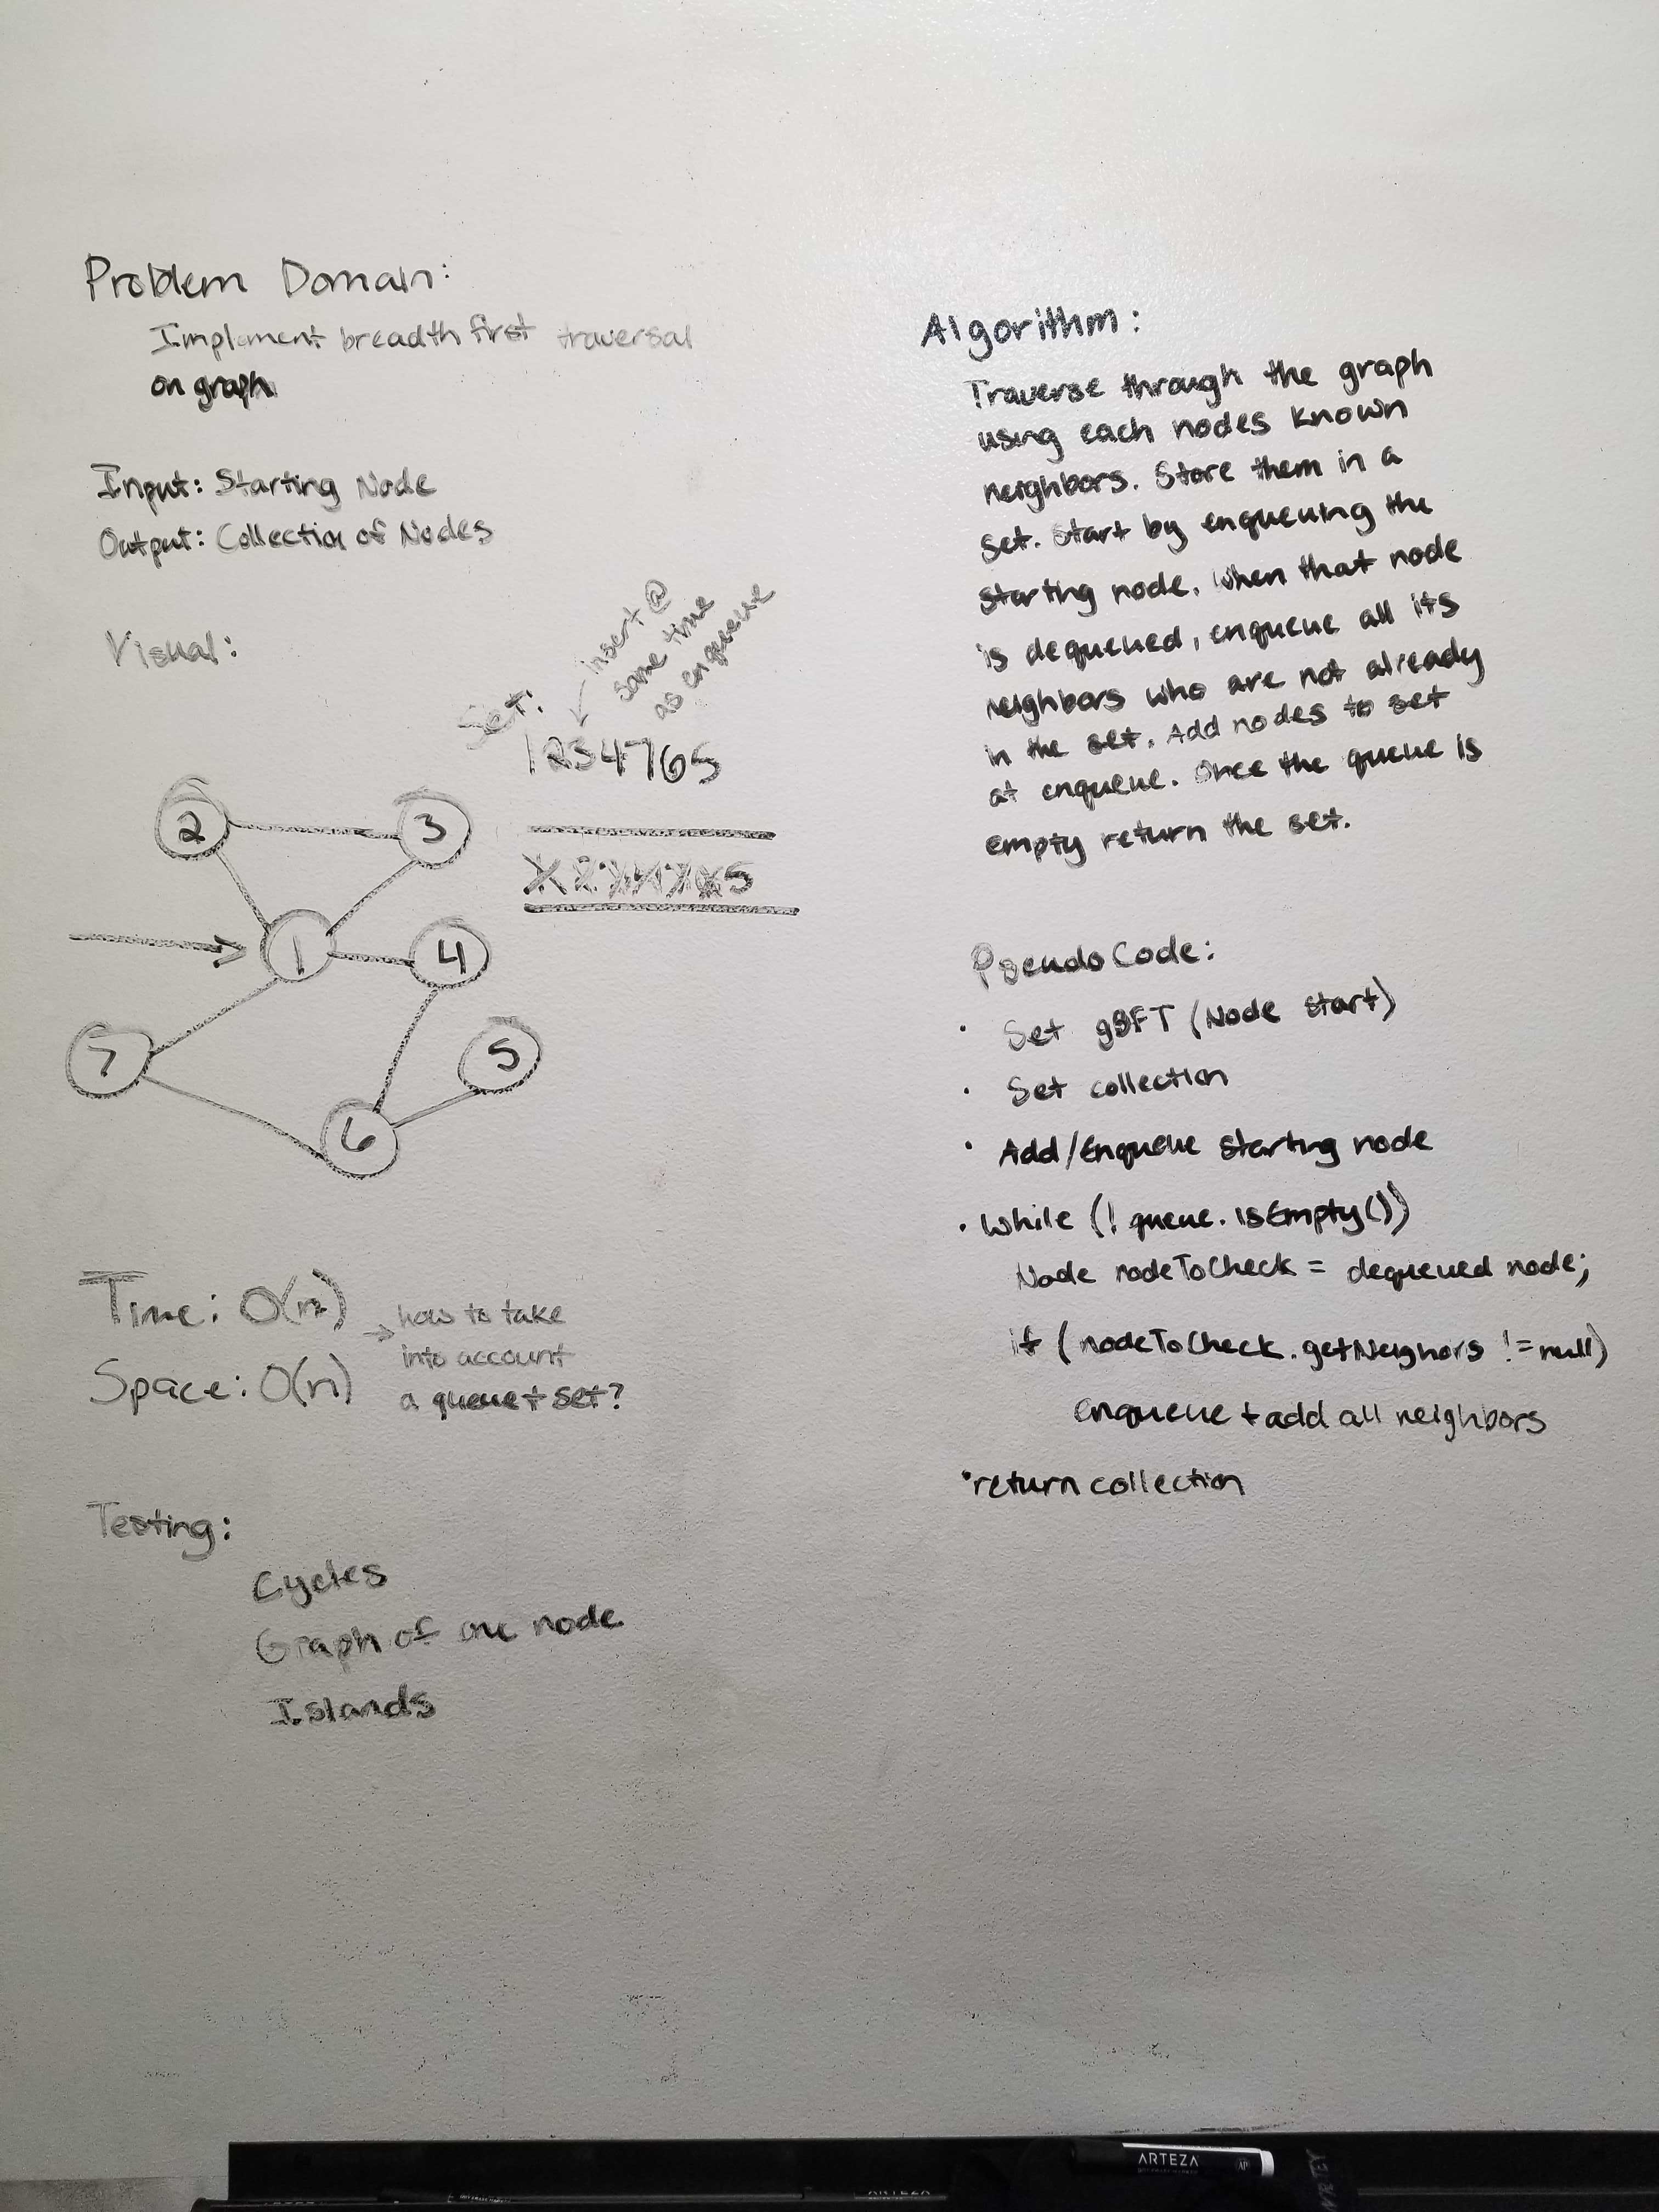 Problem Domain:
Implement breadth first traversal
on graph
Input: Starting Node
Output: Collection of Nodes
Visual:
Set:
insert @
same time
as enqueue
1234765
2
3
1
4
7
5
6
1234765
Time: O(n)
Space: O(n)
how to take
into account
a queue + set?
Testing:
Cycles
Graph of one node
Islands
Algorithm:
Traverse through the graph
using each nodes known
neighbors. Store them in a
set. Start by enqueuing the
starting node. When that node
is dequeued, enqueue all its
neighbors who are not already
in the set. Add nodes to set
at enqueue. Once the queue is
empty return the set.
Pseudo Code:
· Set gBFT (Node start)
· Set collection
· Add/Enqueue starting node
· While (! queue.isEmpty())
Node nodeToCheck = dequeued node;
if (nodeToCheck.getNeighors != null)
enqueue + add all neighbors
· return collection
ARTEZA